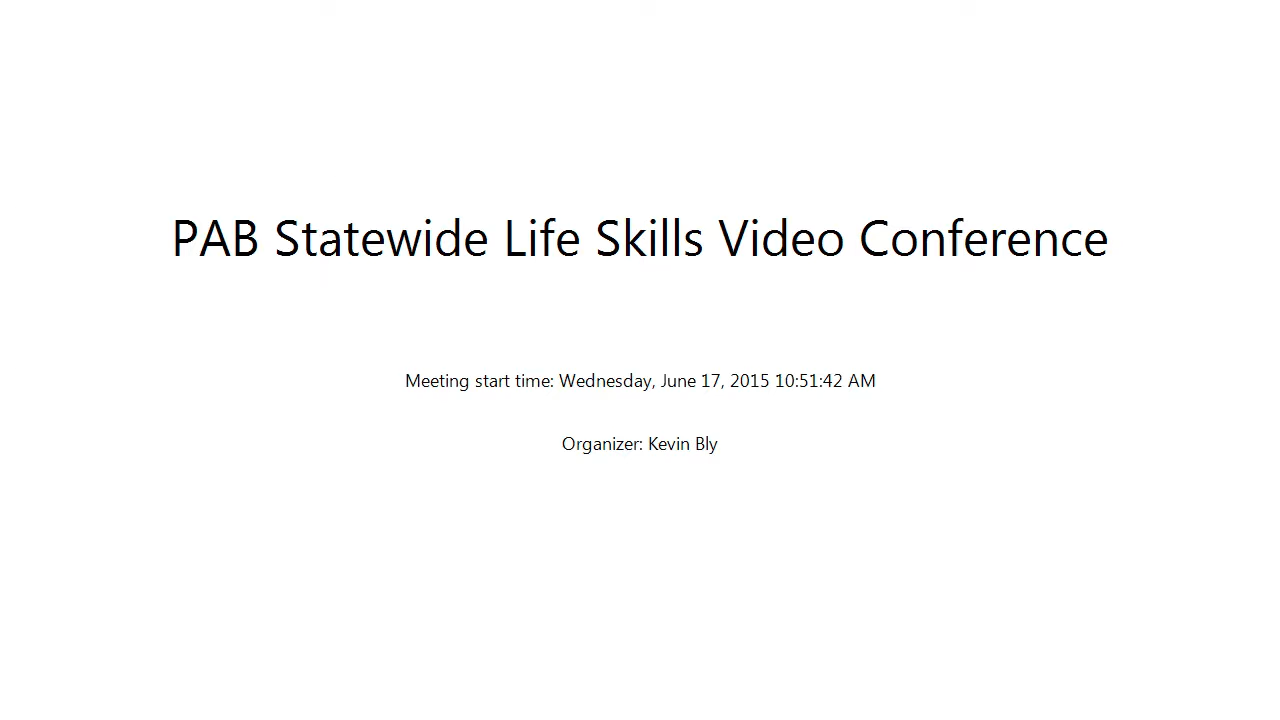 PAB Statewide Life Skills Video Conference
Meeting start time: Wednesday, June 17, 2015 10:51:42 AM
Organizer: Kevin Bly